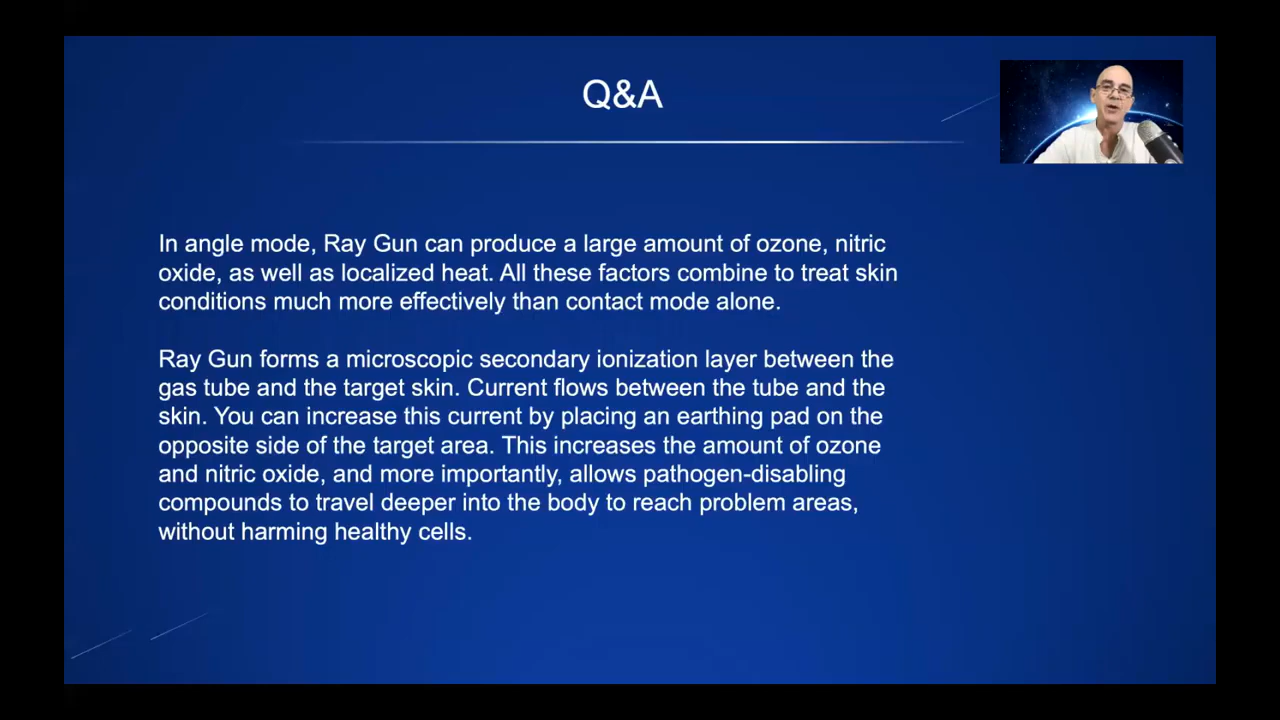 Q&A
In angle mode, Ray Gun can produce a large amount of ozone, nitric
oxide, as well as localized heat. All these factors combine to treat skin
conditions much more effectively than contact mode alone.
Ray Gun forms a microscopic secondary ionization layer between the
gas tube and the target skin. Current flows between the tube and the
skin. You can increase this current by placing an earthing pad on the
opposite side of the target area. This increases the amount of ozone
and nitric oxide, and more importantly, allows pathogen-disabling
compounds to travel deeper into the body to reach problem areas,
without harming healthy cells.